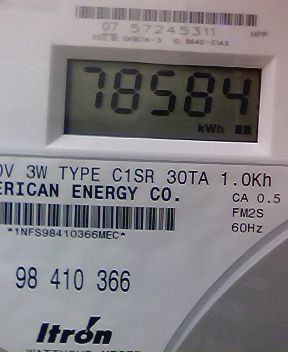 07 57245311
78584
kWh
0V 3W TYPE C1SR 30TA 1.0Kh
ERICAN ENERGY CO.
CA 0.5
FM2S
*1NFS98410366MEC*
60Hz
98 410 366
Itron